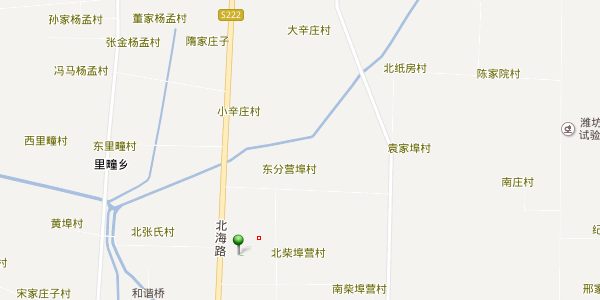 孙家杨孟村
董家杨孟村
S222
大辛庄村
张金杨孟村
隋家庄子
冯马杨孟村
北纸房村
陈家院村
小辛庄村
潍坊
试验
西里疃村
东里疃村
袁家埠村
里疃乡
东分营埠村
南庄村
黄埠村
北张氏村
北海路
纪
北柴埠营村
村
宋家庄子村
和谐桥
南柴埠营村
邢家